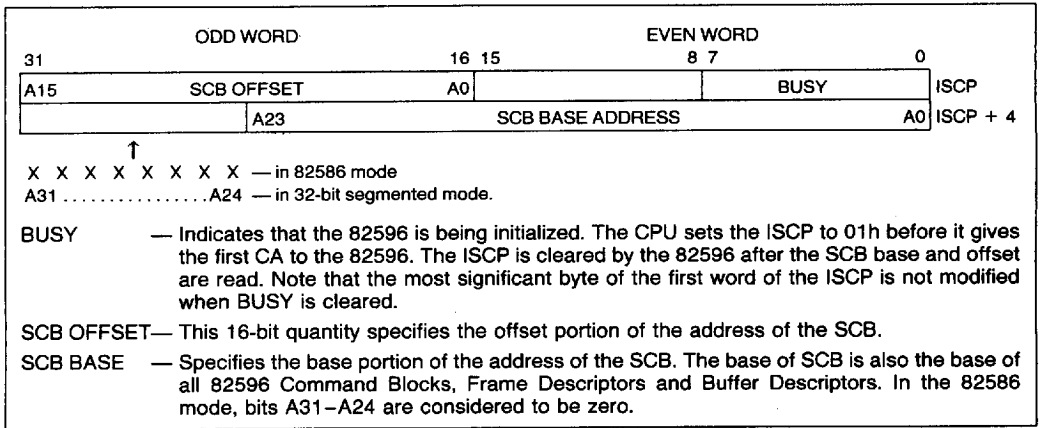 ODD WORD EVEN WORD
31 16 15 8 7 0
A15 SCB OFFSET A0 BUSY ISCP
A23 SCB BASE ADDRESS A0 ISCP + 4
↑
X X X X X X X X — in 82586 mode
A31 ................A24 — in 32-bit segmented mode.
BUSY — Indicates that the 82596 is being initialized. The CPU sets the ISCP to 01h before it gives
the first CA to the 82596. The ISCP is cleared by the 82596 after the SCB base and offset
are read. Note that the most significant byte of the first word of the ISCP is not modified
when BUSY is cleared.
SCB OFFSET— This 16-bit quantity specifies the offset portion of the address of the SCB.
SCB BASE — Specifies the base portion of the address of the SCB. The base of SCB is also the base of
all 82596 Command Blocks, Frame Descriptors and Buffer Descriptors. In the 82586
mode, bits A31–A24 are considered to be zero.